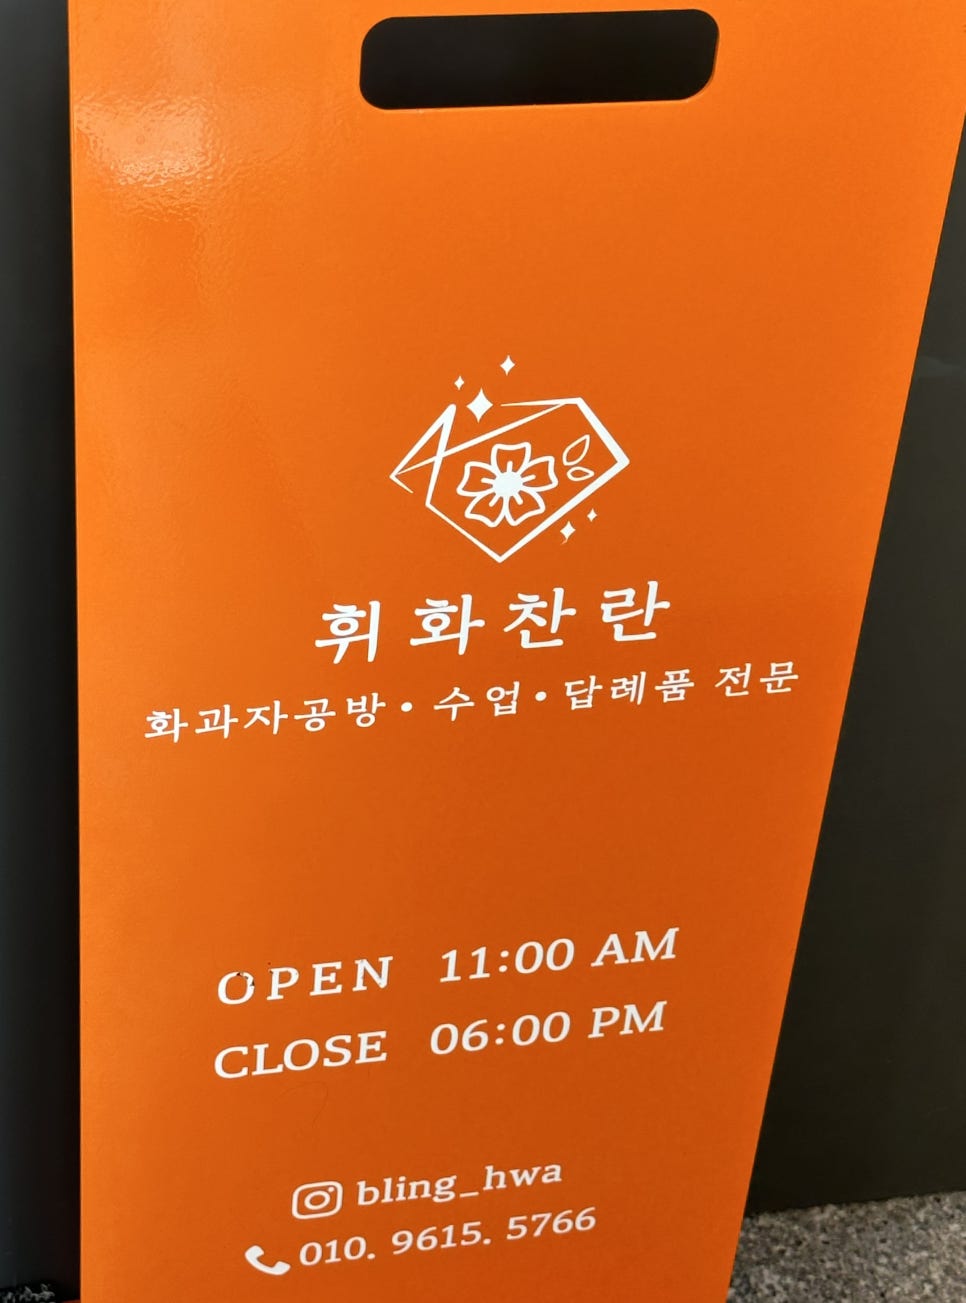 휘화찬란
화과자공방 • 수업 • 답례품 전문
OPEN 11:00 AM
CLOSE 06:00 PM
bling_hwa
010. 9615. 5766